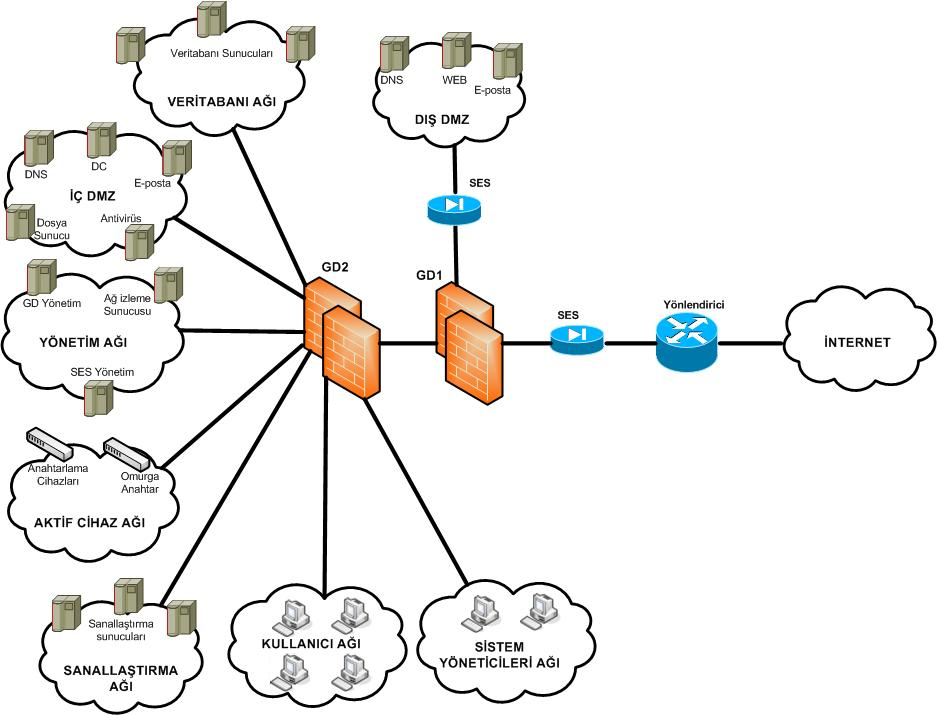 Veritabanı Sunucuları
VERİTABANI AĞI
DNS
WEB
E-posta
DIŞ DMZ
DNS
DC
E-posta
İÇ DMZ
Dosya
Sunucu
Antivirüs
SES
GD2
GD1
GD Yönetim
Ağ izleme
Sunucusu
YÖNETİM AĞI
SES Yönetim
SES
Yönlendirici
İNTERNET
Anahtarlama
Cihazları
Omurga
Anahtar
AKTİF CİHAZ AĞI
Sanallaştırma
sunucuları
SANALLAŞTIRMA
AĞI
KULLANICI AĞI
SİSTEM
YÖNETİCİLERİ AĞI